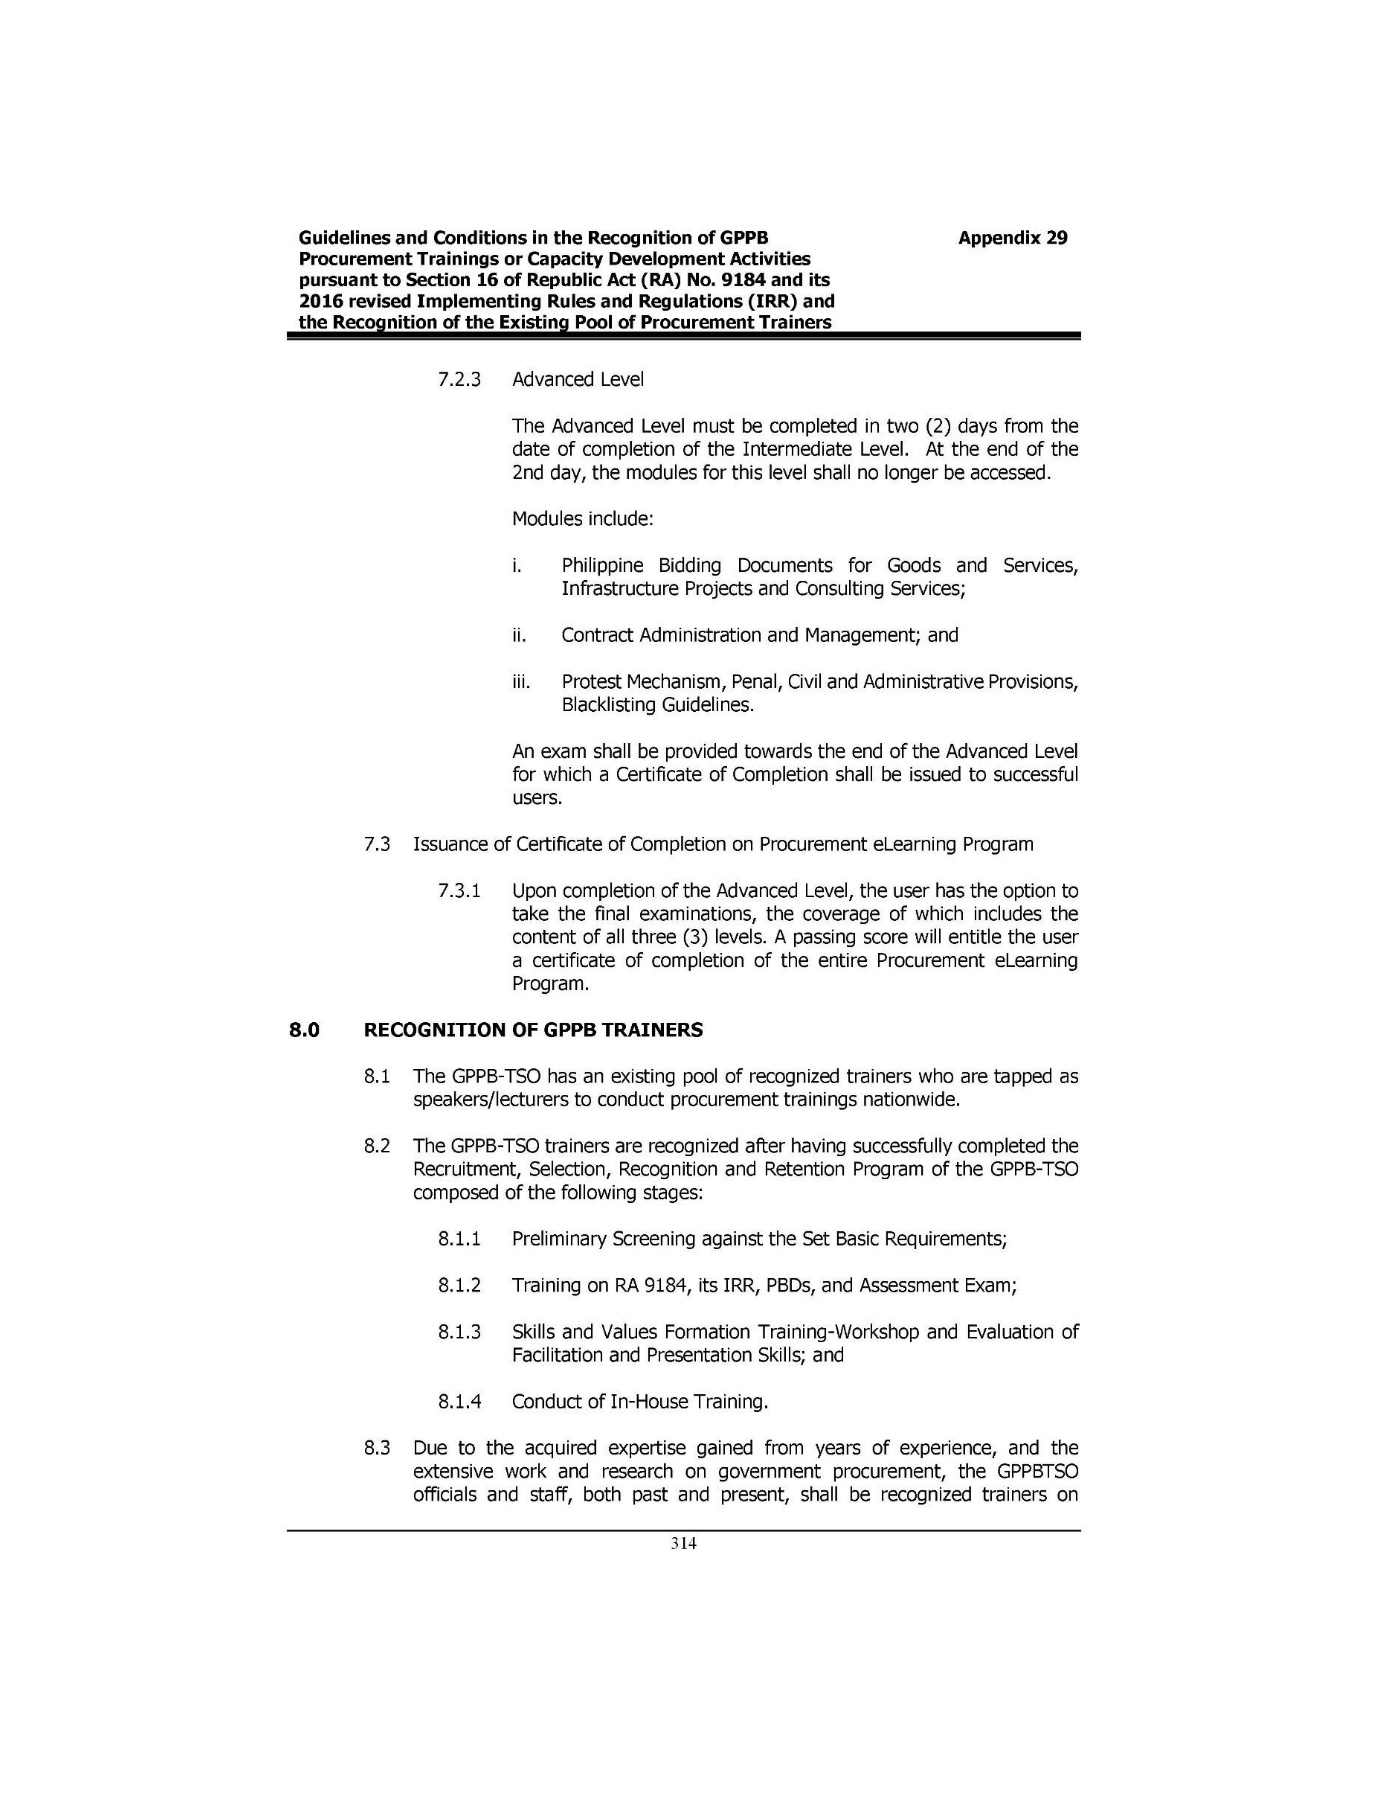 Guidelines and Conditions in the Recognition of GPPB
Procurement Trainings or Capacity Development Activities
pursuant to Section 16 of Republic Act (RA) No. 9184 and its
2016 revised Implementing Rules and Regulations (IRR) and
the Recognition of the Existing Pool of Procurement Trainers
Appendix 29
7.2.3 Advanced Level
The Advanced Level must be completed in two (2) days from the
date of completion of the Intermediate Level. At the end of the
2nd day, the modules for this level shall no longer be accessed.
Modules include:
i. Philippine Bidding Documents for Goods and Services,
Infrastructure Projects and Consulting Services;
ii. Contract Administration and Management; and
iii. Protest Mechanism, Penal, Civil and Administrative Provisions,
Blacklisting Guidelines.
An exam shall be provided towards the end of the Advanced Level
for which a Certificate of Completion shall be issued to successful
users.
7.3 Issuance of Certificate of Completion on Procurement eLearning Program
7.3.1 Upon completion of the Advanced Level, the user has the option to
take the final examinations, the coverage of which includes the
content of all three (3) levels. A passing score will entitle the user
a certificate of completion of the entire Procurement eLearning
Program.
8.0 RECOGNITION OF GPPB TRAINERS
8.1 The GPPB-TSO has an existing pool of recognized trainers who are tapped as
speakers/lecturers to conduct procurement trainings nationwide.
8.2 The GPPB-TSO trainers are recognized after having successfully completed the
Recruitment, Selection, Recognition and Retention Program of the GPPB-TSO
composed of the following stages:
8.1.1 Preliminary Screening against the Set Basic Requirements;
8.1.2 Training on RA 9184, its IRR, PBDs, and Assessment Exam;
8.1.3 Skills and Values Formation Training-Workshop and Evaluation of
Facilitation and Presentation Skills; and
8.1.4 Conduct of In-House Training.
8.3 Due to the acquired expertise gained from years of experience, and the
extensive work and research on government procurement, the GPPBTSO
officials and staff, both past and present, shall be recognized trainers on
314